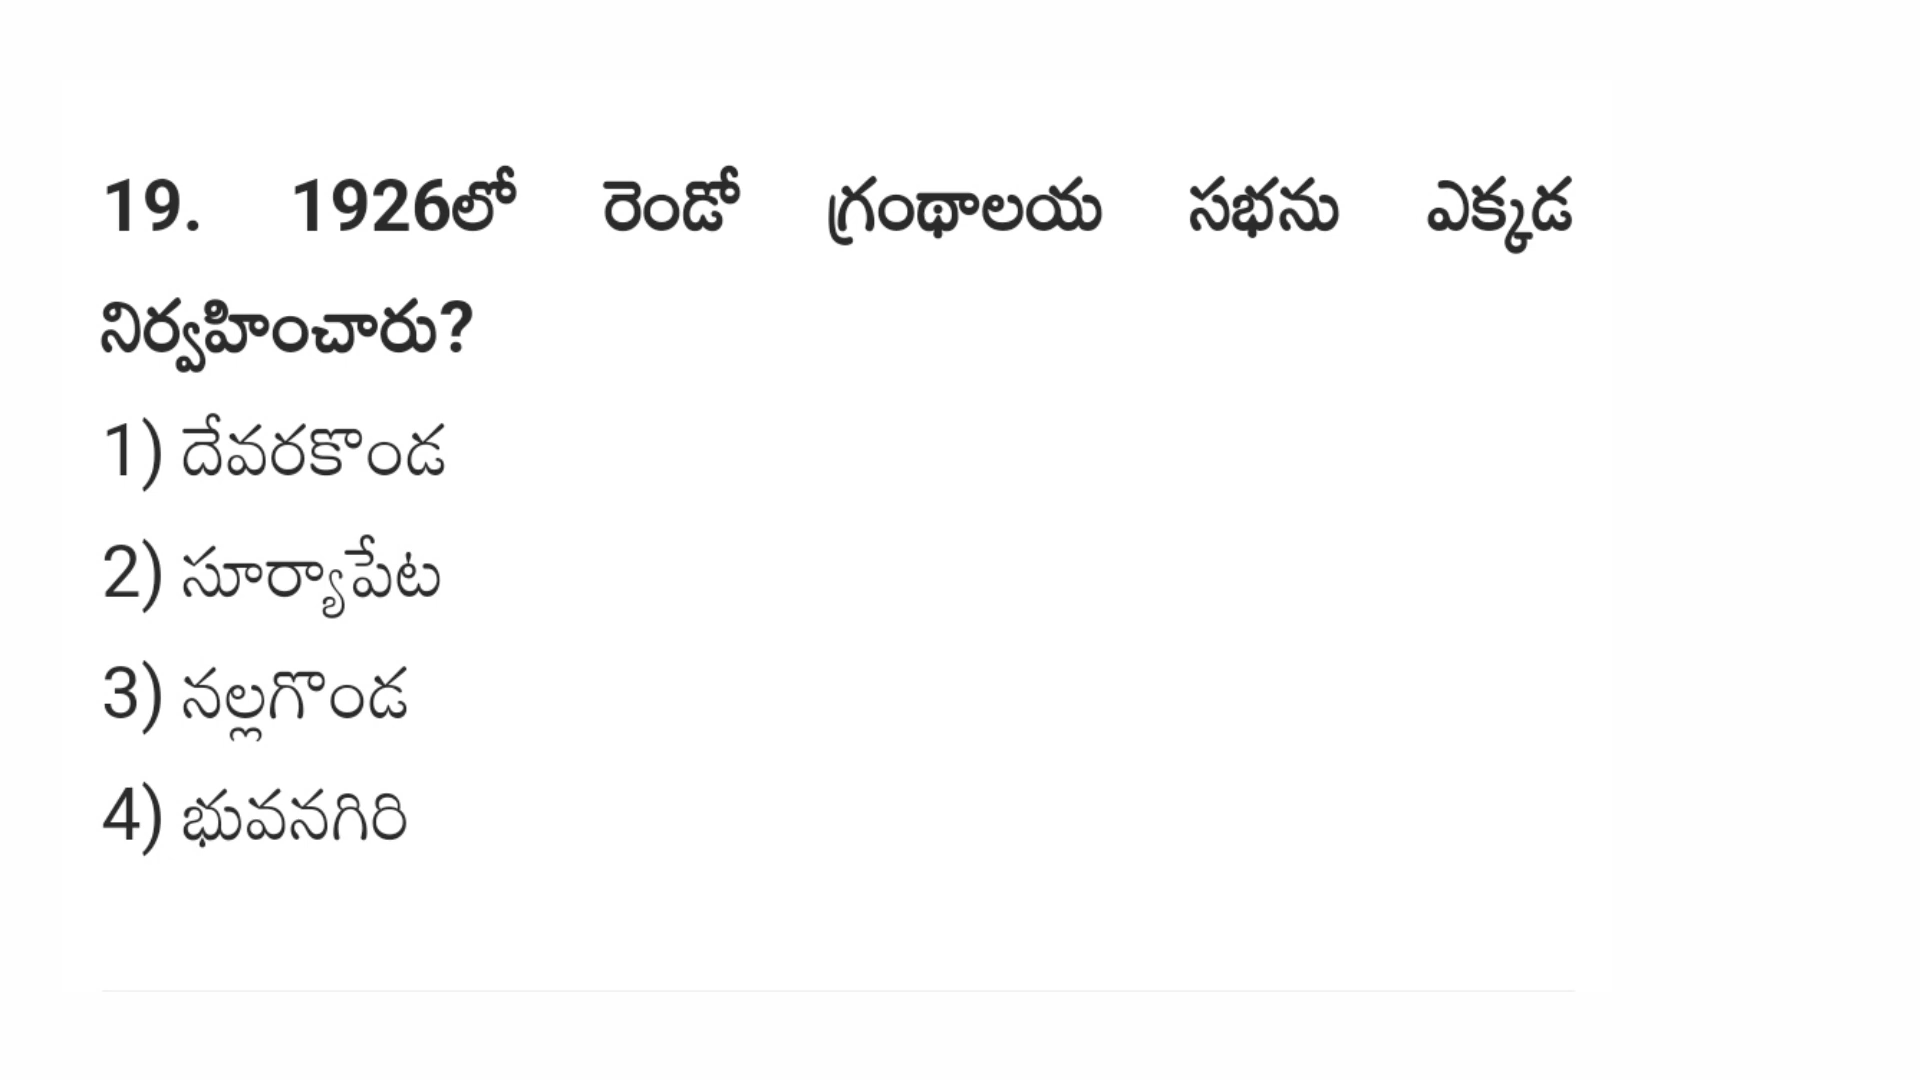 19. 1926లో రెండో గ్రంథాలయ సభను ఎక్కడ
నిర్వహించారు?
1) దేవరకొండ
2) సూర్యాపేట
3) నల్లగొండ
4) భువనగిరి